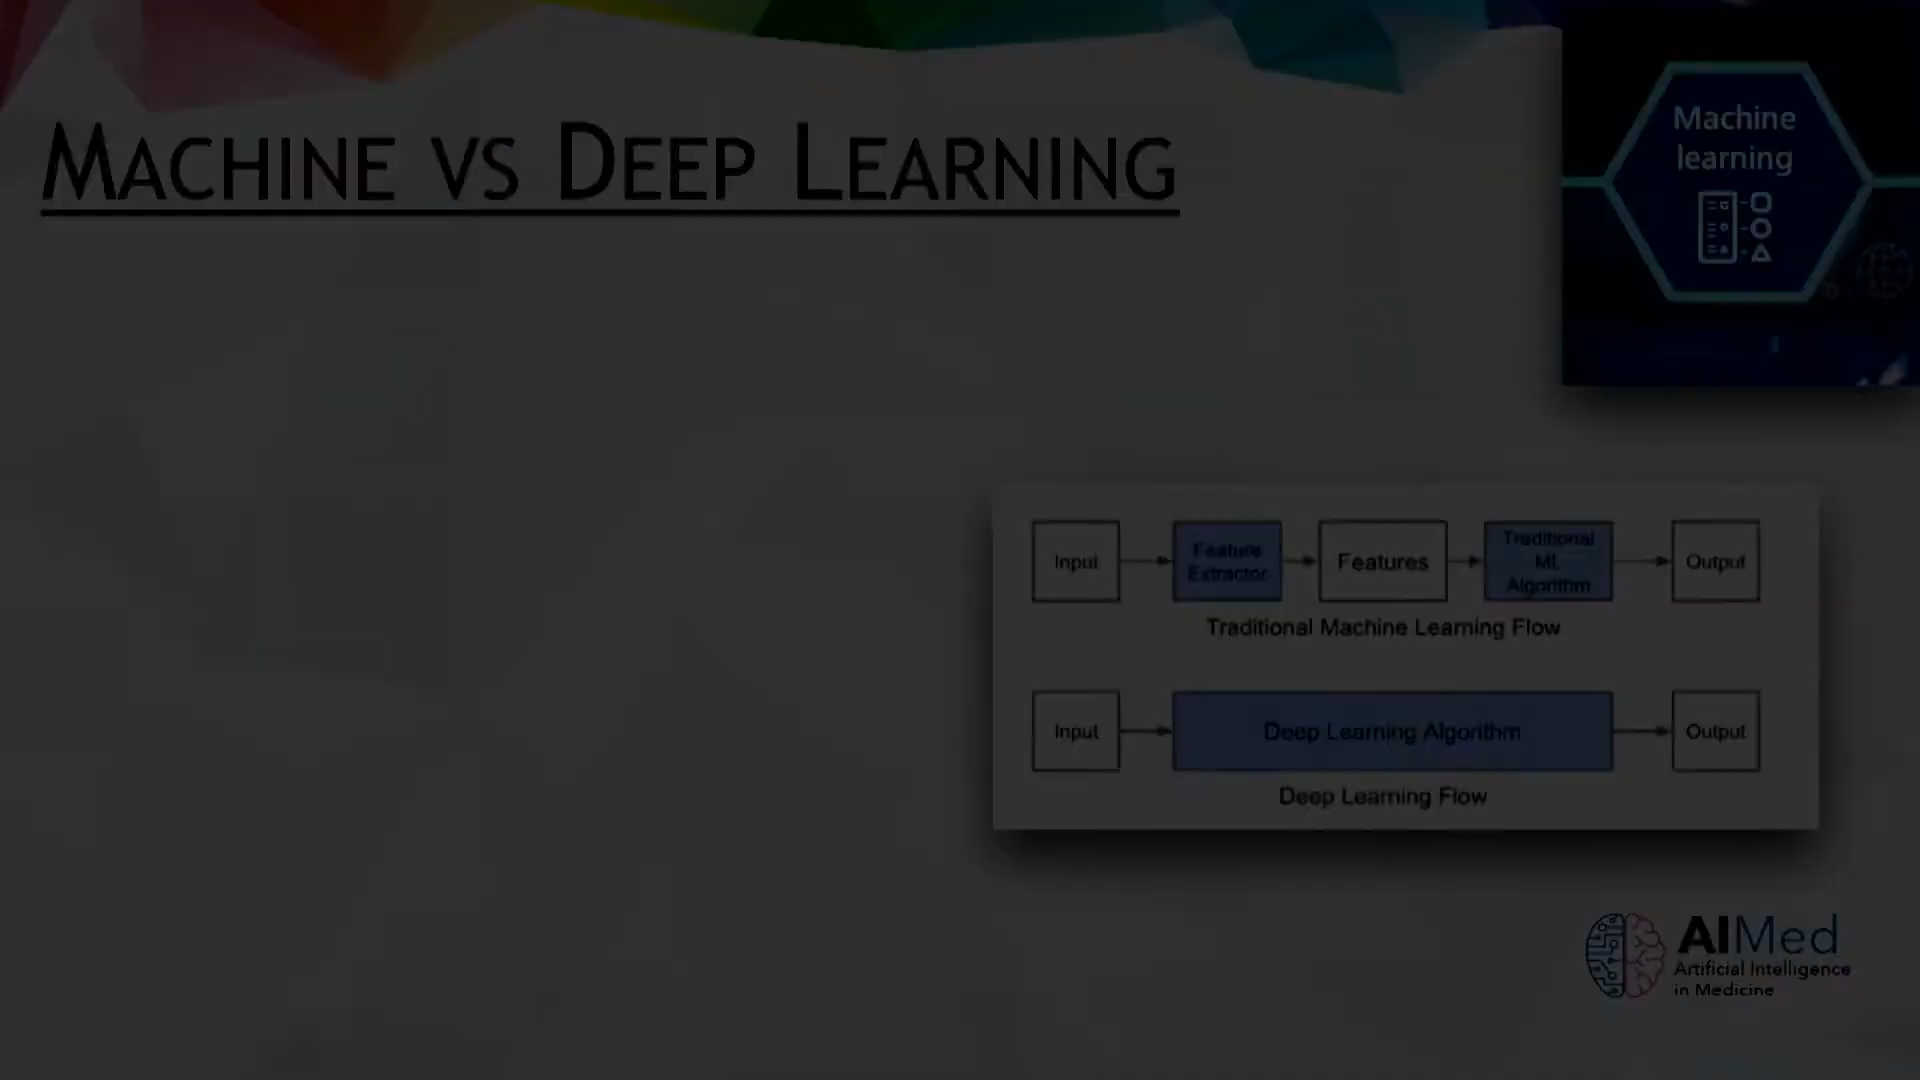 MACHINE VS DEEP LEARNING
Machine
learning
Input
Feature
Extractor
Features
Traditional
ML
Algorithm
Output
Traditional Machine Learning Flow
Input
Deep Learning Algorithm
Output
Deep Learning Flow
AIMed
Artificial Intelligence
in Medicine